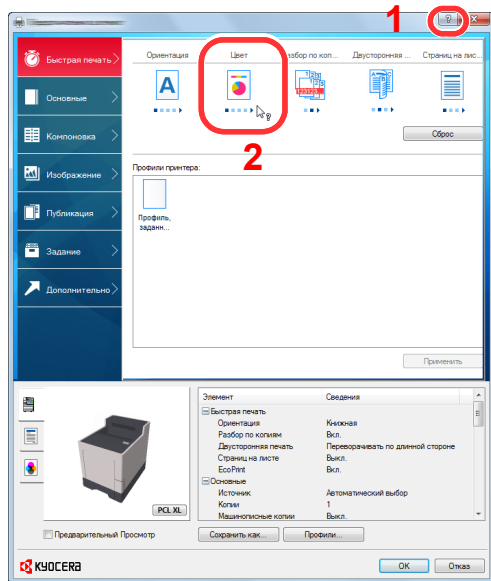 1
?
Быстрая печать
Основные
Компоновка
Изображение
Публикация
Задание
Дополнительно
Ориентация
Цвет
азбор по коп...
Двусторонняя ...
Страниц на лис...
A
123123
2
Сброс
Профили принтера:
Профиль,
заданн...
Применить
Элемент Сведения
Быстрая печать
Ориентация Книжная
Разбор по копиям Вкл.
Двусторонняя печать Переворачивать по длинной стороне
Страниц на листе Выкл.
EcoPrint Вкл.
Основные
Источник Автоматический выбор
Копии 1
Машинописные копии Выкл.
PCL XL
Предварительный Просмотр
Сохранить как...
Профили...
KYOCERA
OK
Отказ